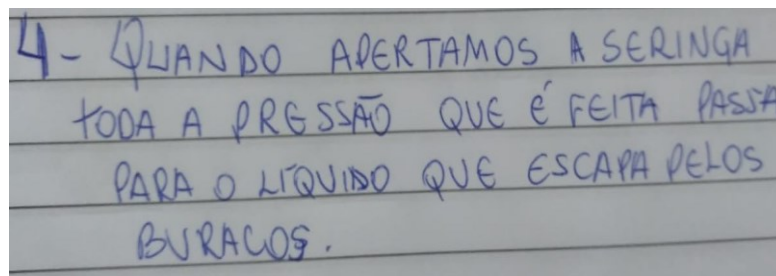 4- QUANDO APERTAMOS A SERINGA
TODA A PRESSÃO QUE É FEITA PASSA
PARA O LÍQUIDO QUE ESCAPA PELOS
BURACOS.